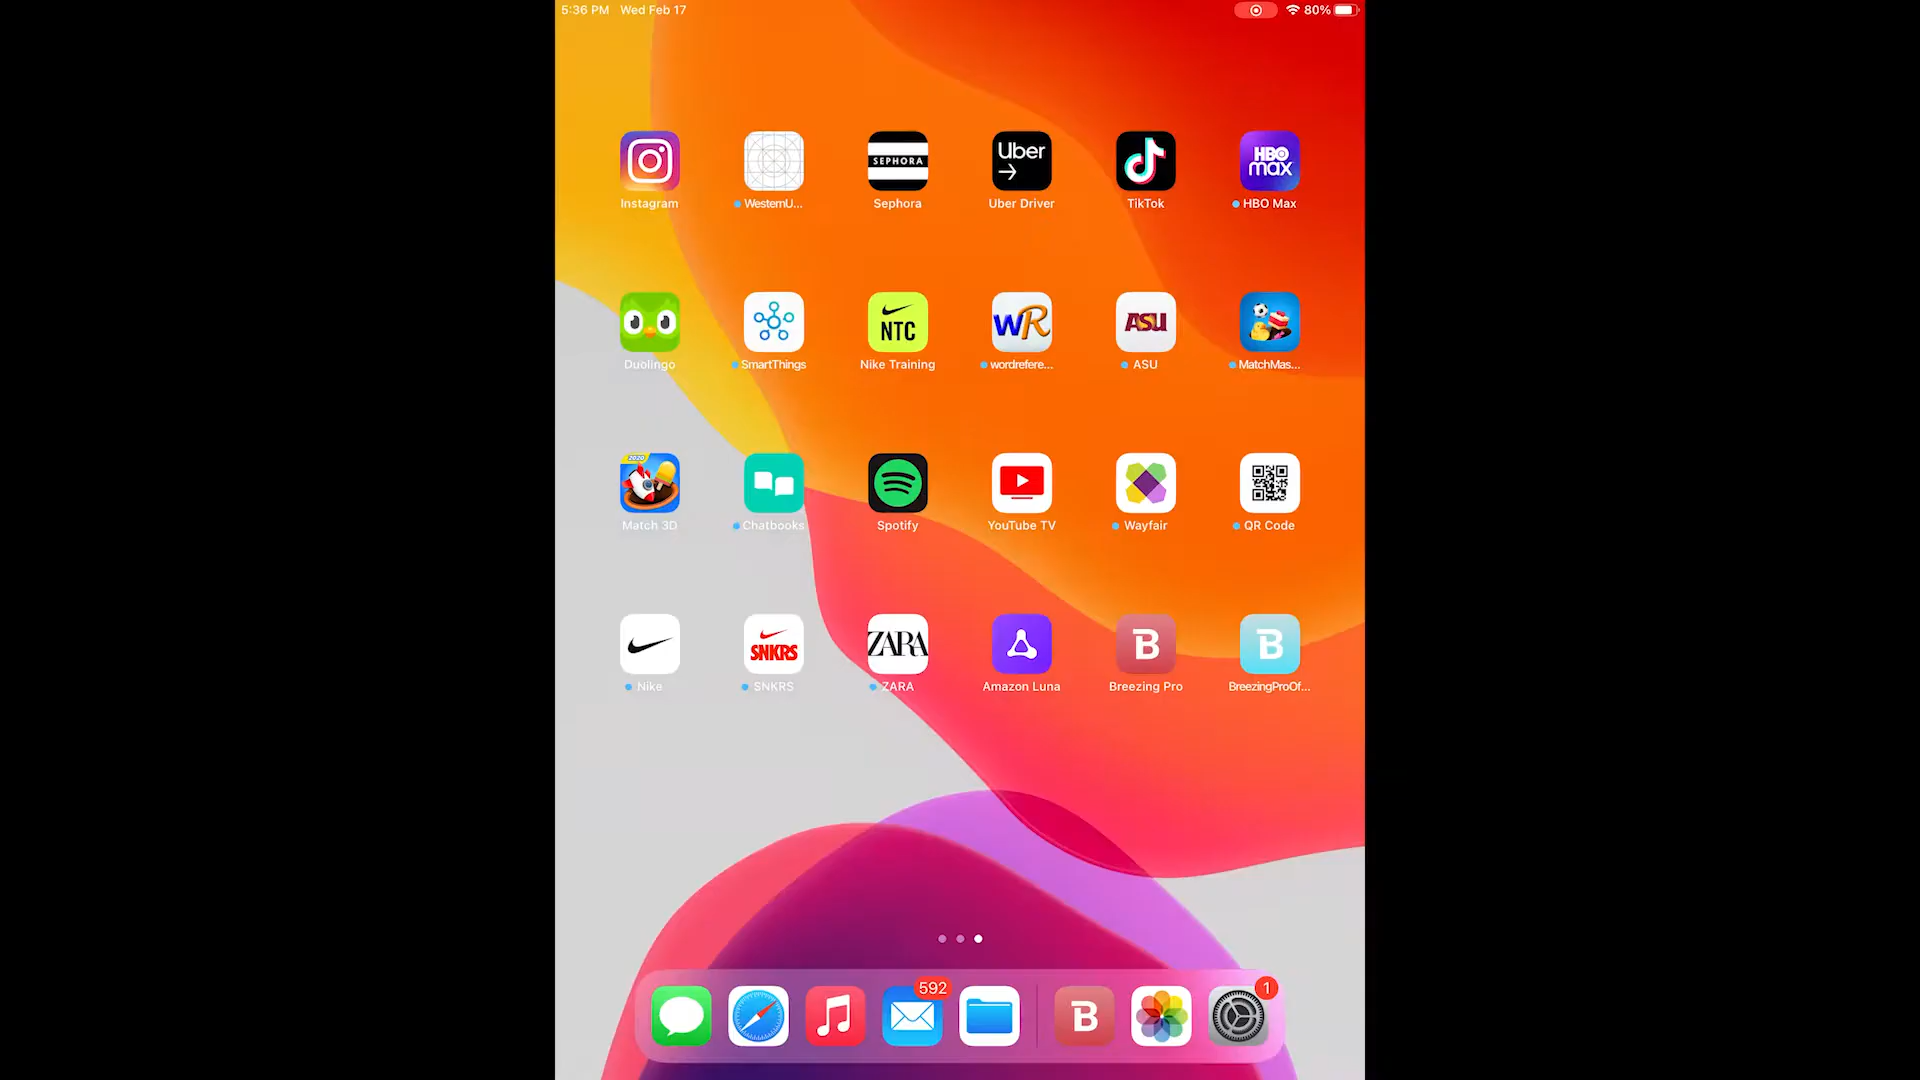 5:36 PM Wed Feb 17
80%
SEPHORA
Uber
HBO
max
Instagram
WesternU...
Sephora
Uber Driver
TikTok
HBO Max
NTC
WR
ASU
Duolingo
SmartThings
Nike Training
wordrefere...
ASU
MatchMas...
2020
Match 3D
Chatbooks
Spotify
YouTube TV
Wayfair
QR Code
SNKRS
ZARA
B
B
Nike
SNKRS
ZARA
Amazon Luna
Breezing Pro
BreezingProOf...
592
1
B